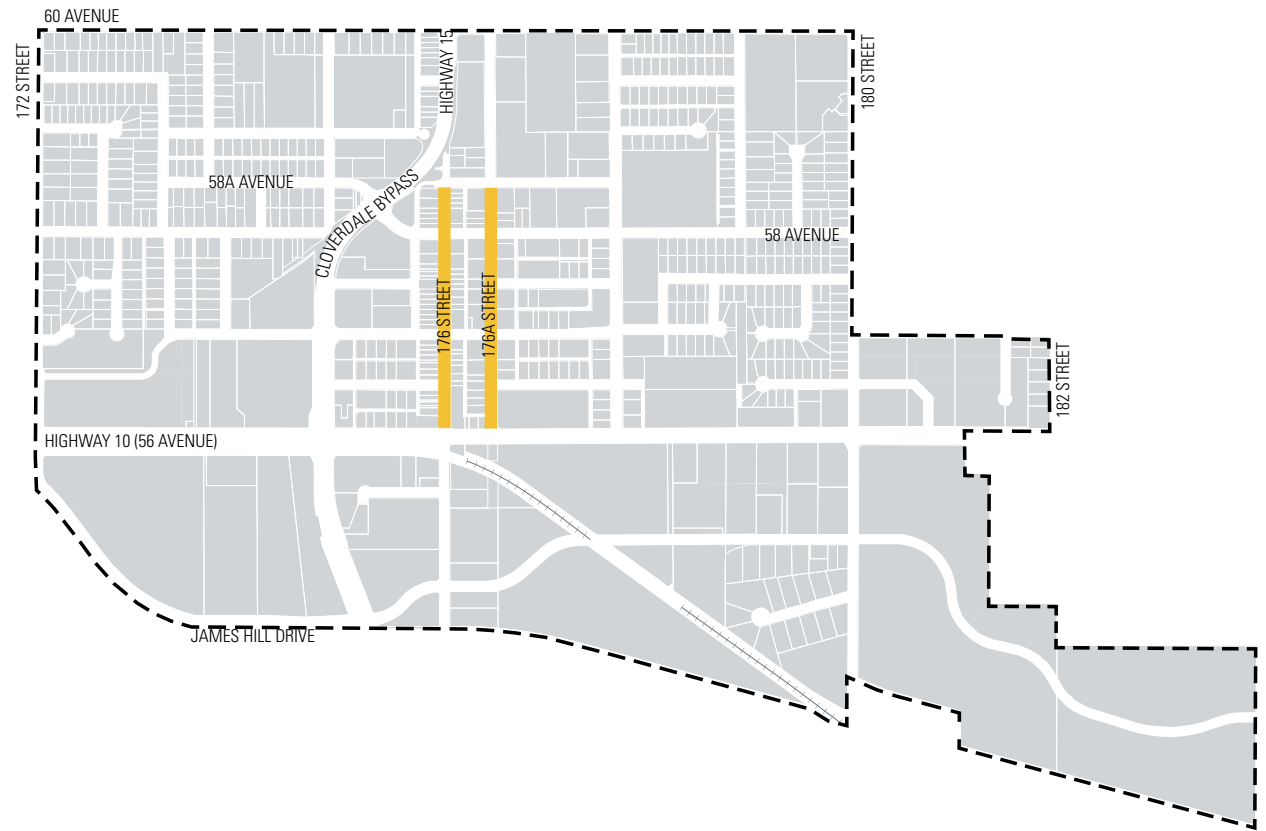 60 AVENUE
172 STREET
HIGHWAY 15
180 STREET
58A AVENUE
CLOVERDALE BYPASS
58 AVENUE
176 STREET
176A STREET
182 STREET
HIGHWAY 10 (56 AVENUE)
JAMES HILL DRIVE